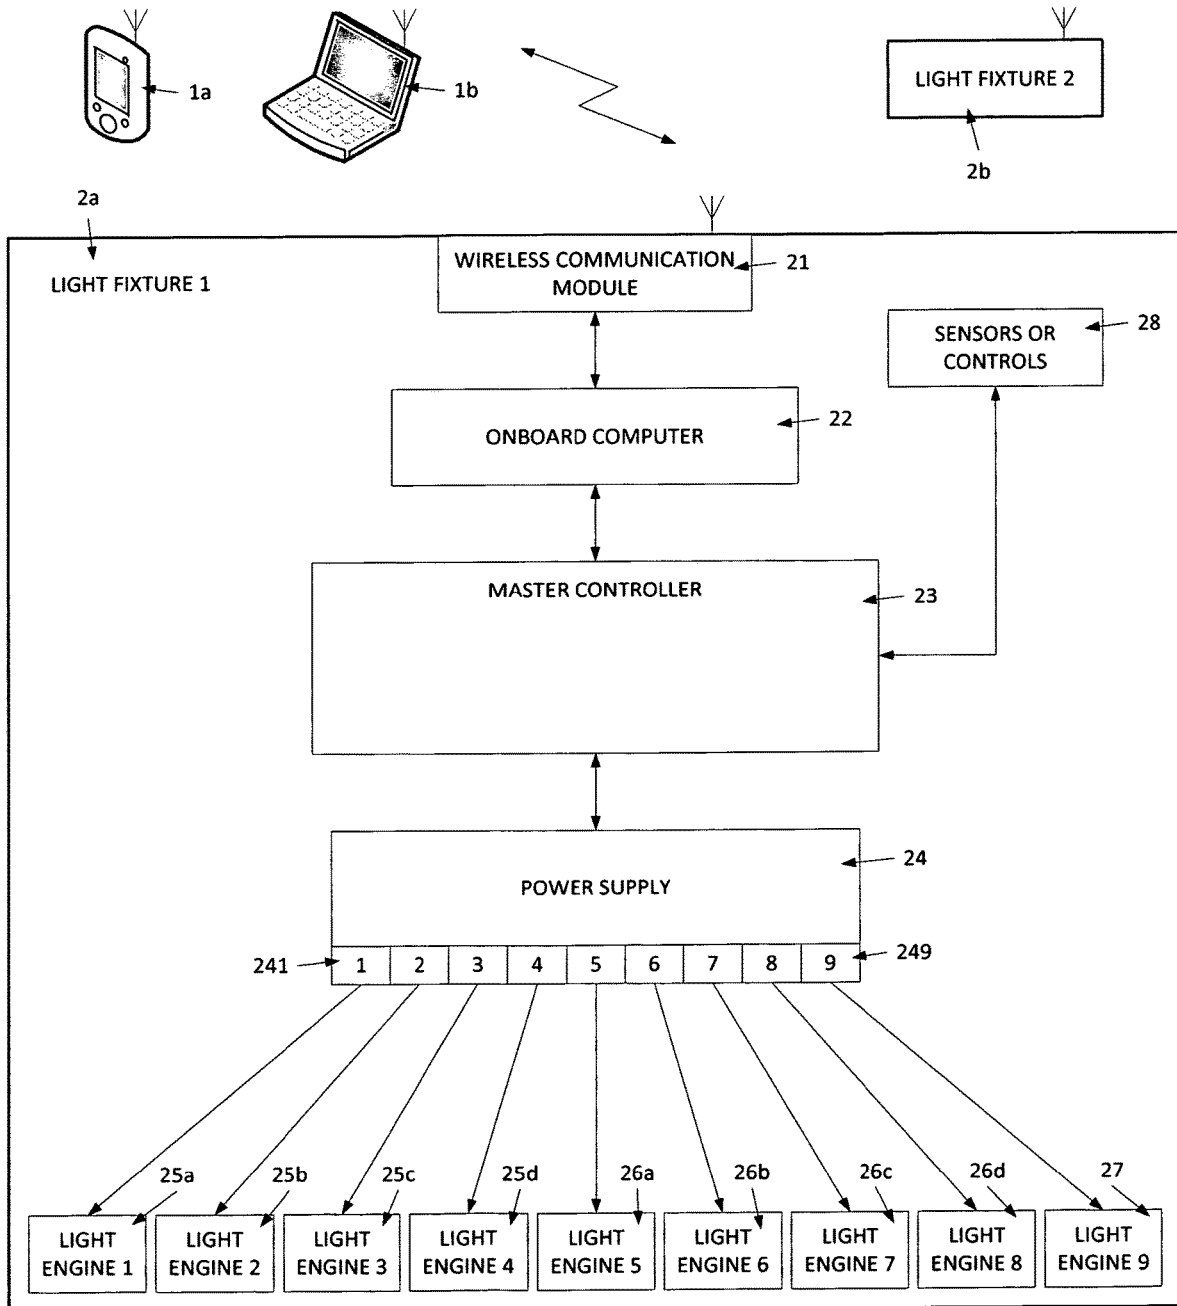 1a
1b
LIGHT FIXTURE 2
2b
2a
LIGHT FIXTURE 1
WIRELESS COMMUNICATION
MODULE
21
SENSORS OR
CONTROLS
28
ONBOARD COMPUTER
22
MASTER CONTROLLER
23
POWER SUPPLY
24
241
1 2 3 4 5 6 7 8 9
249
25a 25b 25c 25d 26a 26b 26c 26d 27
LIGHT
ENGINE 1
LIGHT
ENGINE 2
LIGHT
ENGINE 3
LIGHT
ENGINE 4
LIGHT
ENGINE 5
LIGHT
ENGINE 6
LIGHT
ENGINE 7
LIGHT
ENGINE 8
LIGHT
ENGINE 9